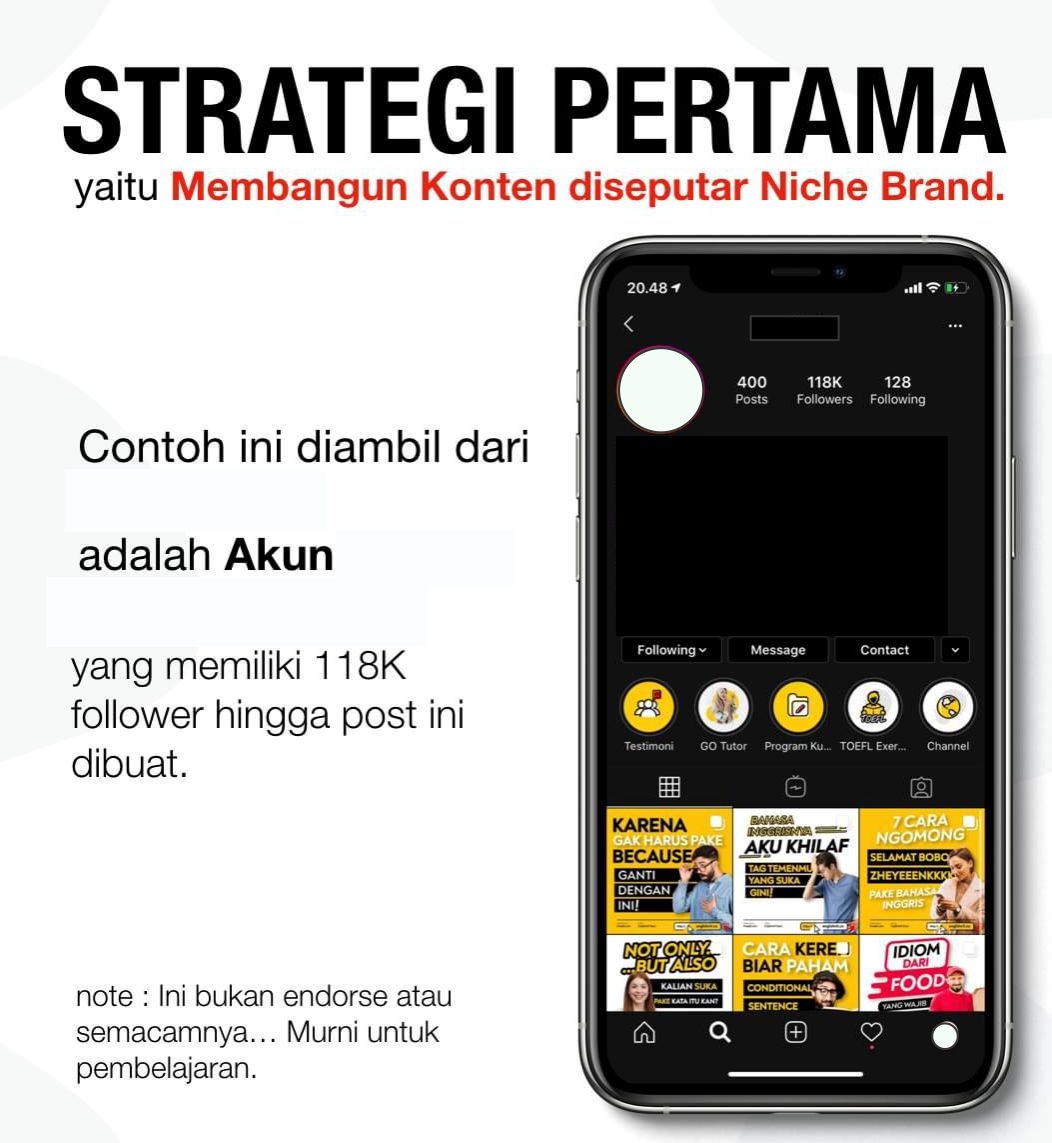 STRATEGI PERTAMA
yaitu Membangun Konten diseputar Niche Brand.
Contoh ini diambil dari
adalah Akun
yang memiliki 118K
follower hingga post ini
dibuat.
note : Ini bukan endorse atau
semacamnya... Murni untuk
pembelajaran.
20.48
400
Posts
118K
Followers
128
Following
Following
Message
Contact
Testimoni
GO Tutor
Program Ku...
TOEFL
TOEFL Exer...
Channel
KARENA
GAK HARUS PAKE
BECAUSE
GANTI
DENGAN
INI!
BAHASA
INGGRISNYA
AKU KHILAF
TAG TEMENMU
YANG SUKA
GINI!
7 CARA
NGOMONG
SELAMAT BOBO
ZHEYEEENKKK
PAKE BAHASA
INGGRIS
NOT ONLY...
...BUT ALSO
KALIAN SUKA
PAKE KATA ITU KAN?
CARA KERE
BIAR PAHAM
CONDITIONAL
SENTENCE
IDIOM
DARI
FOOD
YANG WAJIB